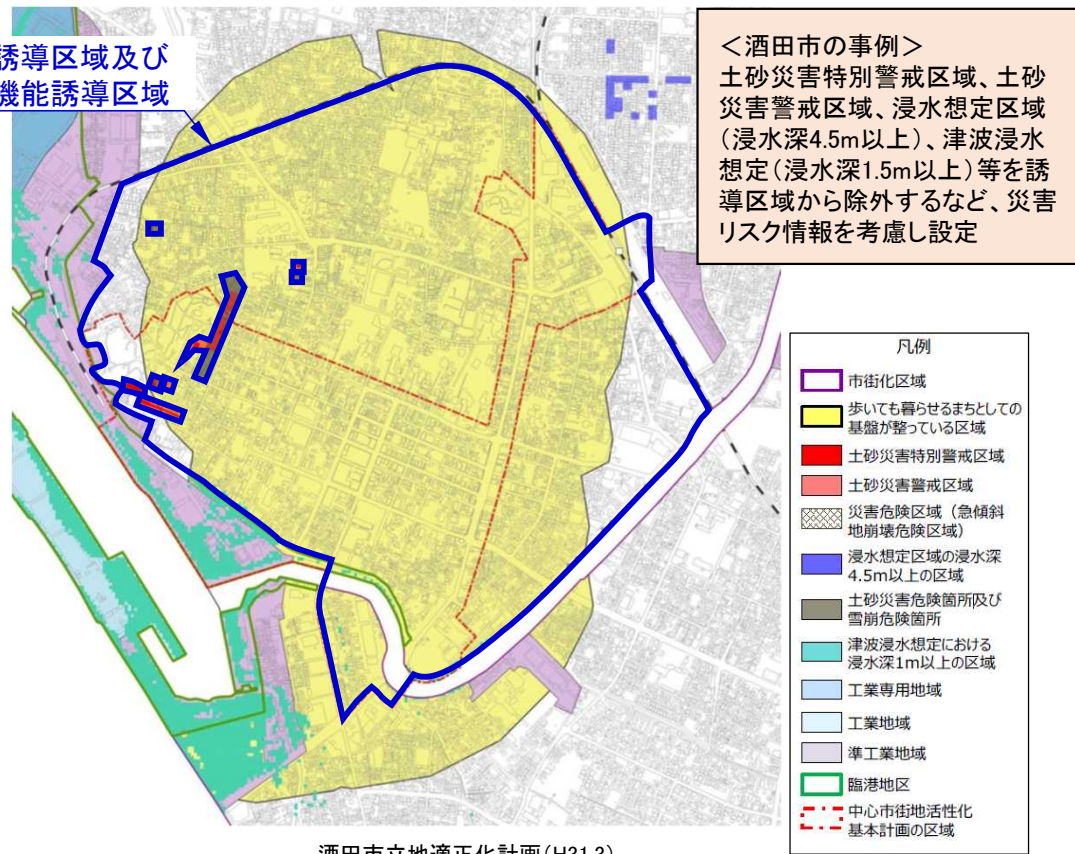 誘導区域及び
機能誘導区域
＜酒田市の事例＞
土砂災害特別警戒区域、土砂
災害警戒区域、浸水想定区域
（浸水深4.5m以上）、津波浸水
想定（浸水深1.5m以上）等を誘
導区域から除外するなど、災害
リスク情報を考慮し設定
凡例
市街化区域
歩いても暮らせるまちとしての
基盤が整っている区域
土砂災害特別警戒区域
土砂災害警戒区域
災害危険区域（急傾斜
地崩壊危険区域）
浸水想定区域の浸水深
4.5m以上の区域
土砂災害危険箇所及び
雪崩危険箇所
津波浸水想定における
浸水深1m以上の区域
工業専用地域
工業地域
準工業地域
臨港地区
中心市街地活性化
基本計画の区域
酒田市立地適正化計画（H31.3）